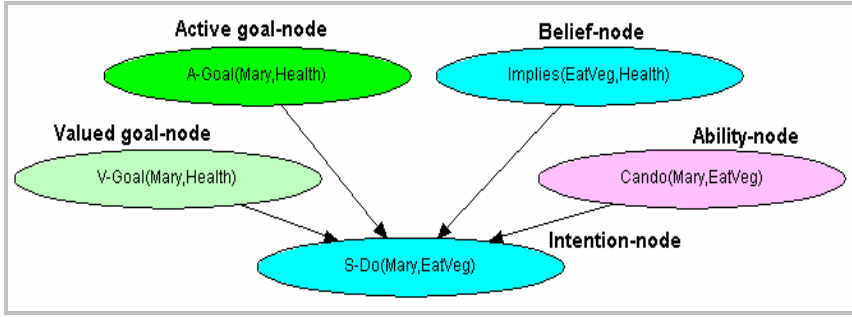 Active goal-node
Belief-node
A-Goal(Mary,Health)
Implies(EatVeg,Health)
Valued goal-node
Ability-node
V-Goal(Mary,Health)
Cando(Mary,EatVeg)
Intention-node
S-Do(Mary,EatVeg)